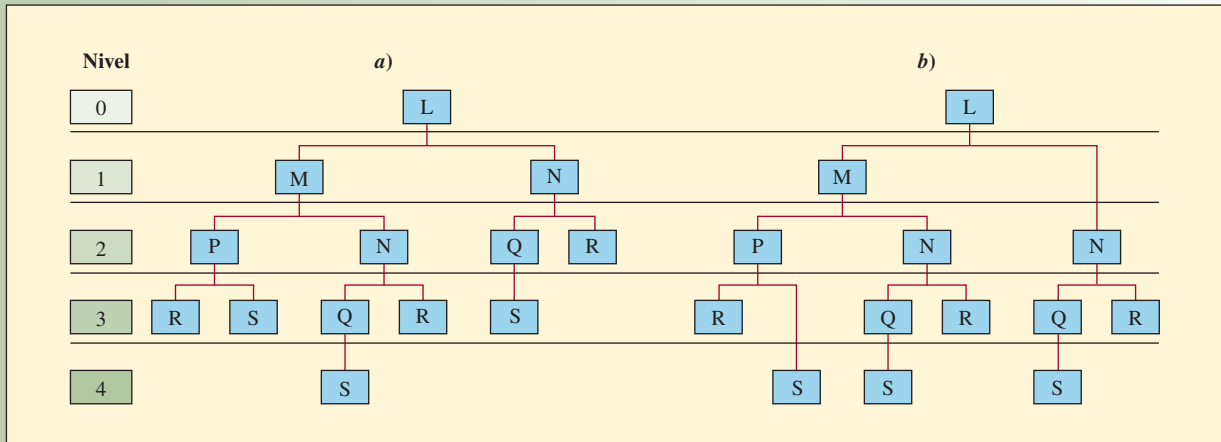 Nivel a) b)
0 L L
1 M N M
2 P N Q R P N N
3 R S Q R S R Q R Q R
4 S S S S